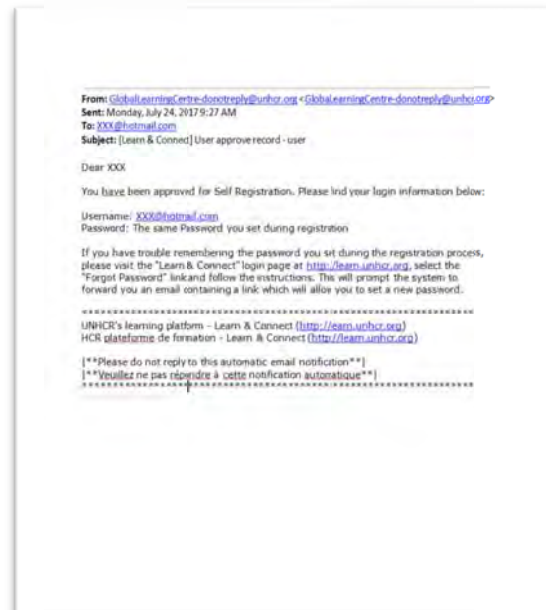 From: GlobalLearningCentre-donotreply@unhcr.org <GlobalLearningCentre-donotreply@unhcr.org>
Sent: Monday, July 24, 2017 9:27 AM
To: XXX@hotmail.com
Subject: [Learn & Connect] User approve record - user
Dear XXX
You have been approved for Self Registration. Please find your login information below:
Username: XXX@hotmail.com
Password: The same Password you set during registration
If you have trouble remembering the password you set during the registration process,
please visit the "Learn & Connect" login page at http://learn.unhcr.org, select the
"Forgot Password" link and follow the instructions. This will prompt the system to
forward you an email containing a link which will allow you to set a new password.
UNHCR's learning platform - Learn & Connect (http://learn.unhcr.org)
HCR plateforme de formation - Learn & Connect (http://learn.unhcr.org)
[**Please do not reply to this automatic email notification**]
[**Veuillez ne pas répondre à cette notification automatique**]